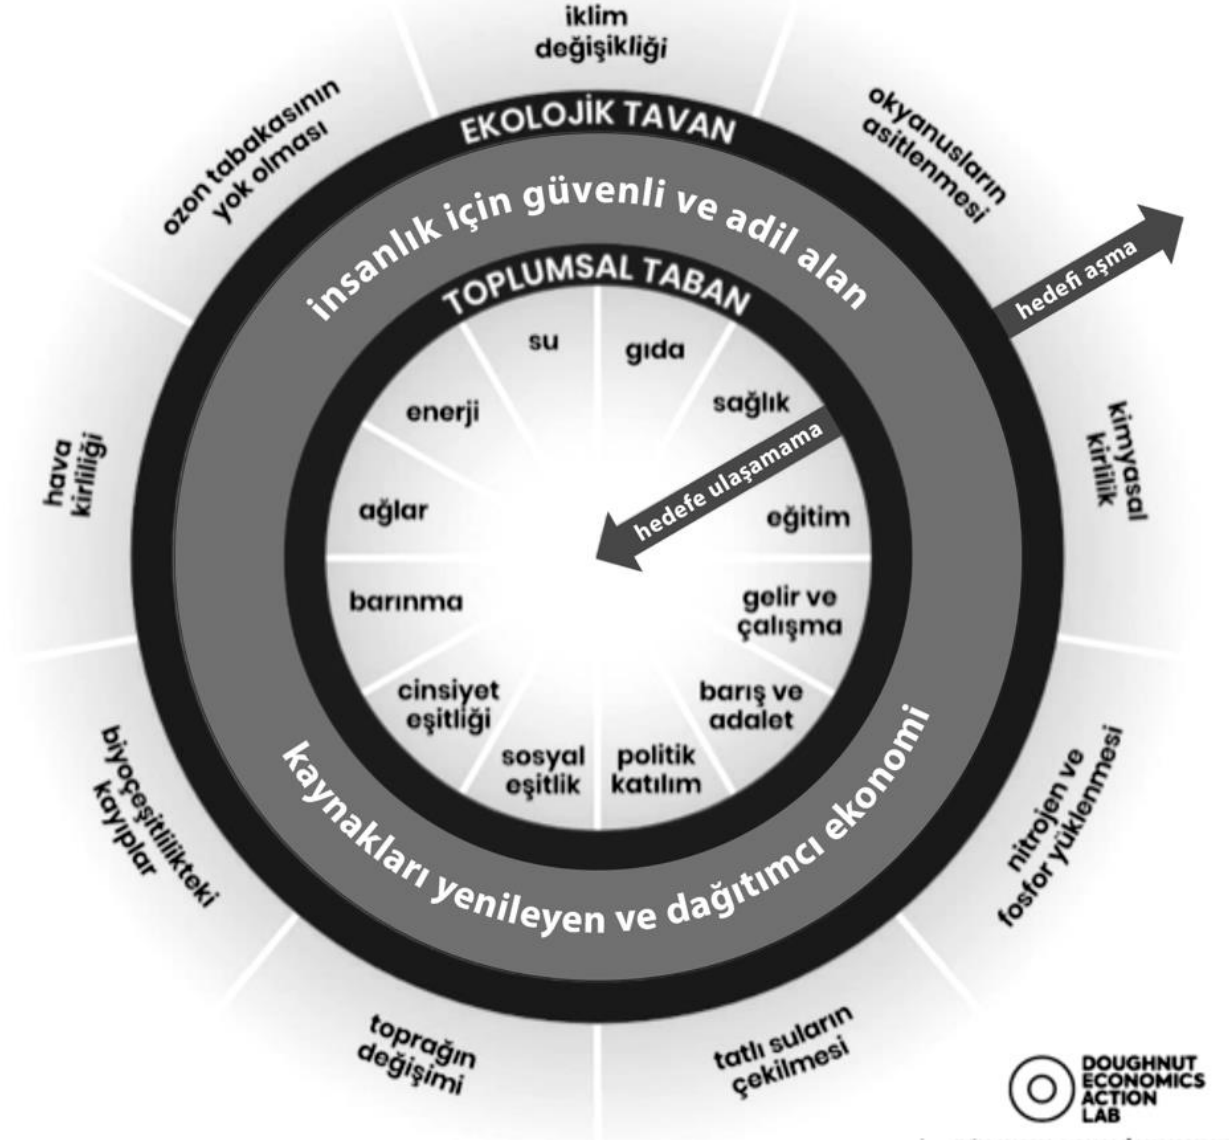 iklim
değişikliği
okyanusların
asitlenmesi
ozon tabakasının
yok olması
EKOLOJİK TAVAN
insanlık için güvenli ve adil alan
TOPLUMSAL TABAN
hedefi aşma
su
gıda
sağlık
enerji
hedefe ulaşamama
ağlar
eğitim
hava
kirliliği
kimyasal
kirlilik
barınma
gelir ve
çalışma
cinsiyet
eşitliği
barış ve
adalet
sosyal
eşitlik
politik
katılım
kaynakları yenileyen ve dağıtımcı ekonomi
biyoçeşitlilikteki
kayıplar
nitrojen ve
fosfor yüklenmesi
toprağın
değişimi
tatlı suların
çekilmesi
DOUGHNUT
ECONOMICS
ACTION
LAB